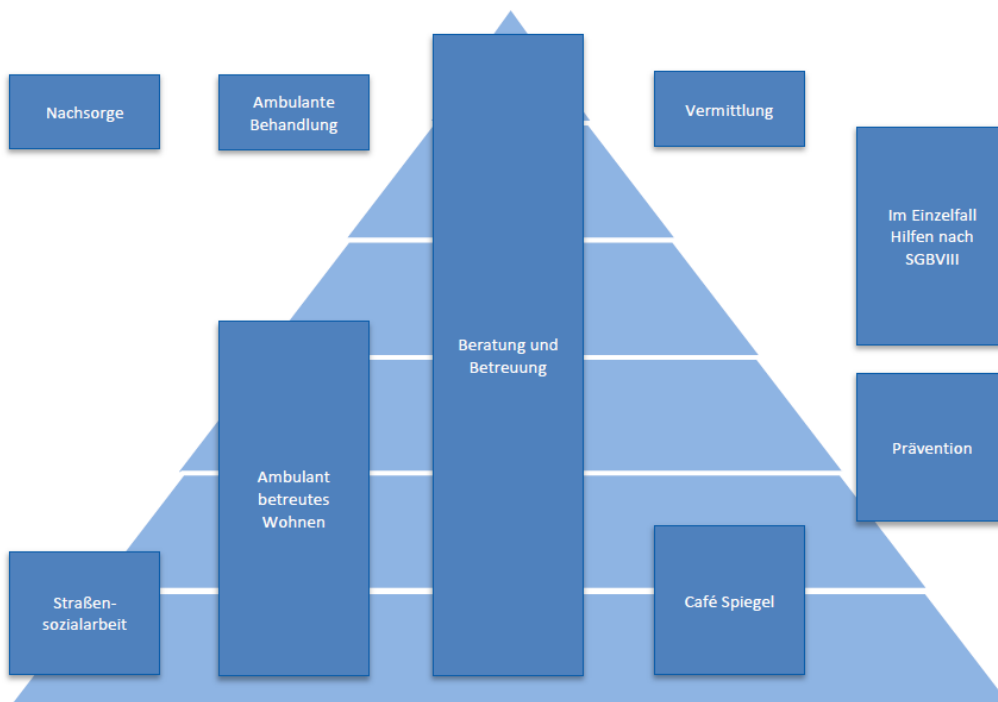 Nachsorge
Ambulante
Behandlung
Vermittlung
Im Einzelfall
Hilfen nach
SGBVIII
Beratung und
Betreuung
Prävention
Ambulant
betreutes
Wohnen
Straßen-
sozialarbeit
Café Spiegel